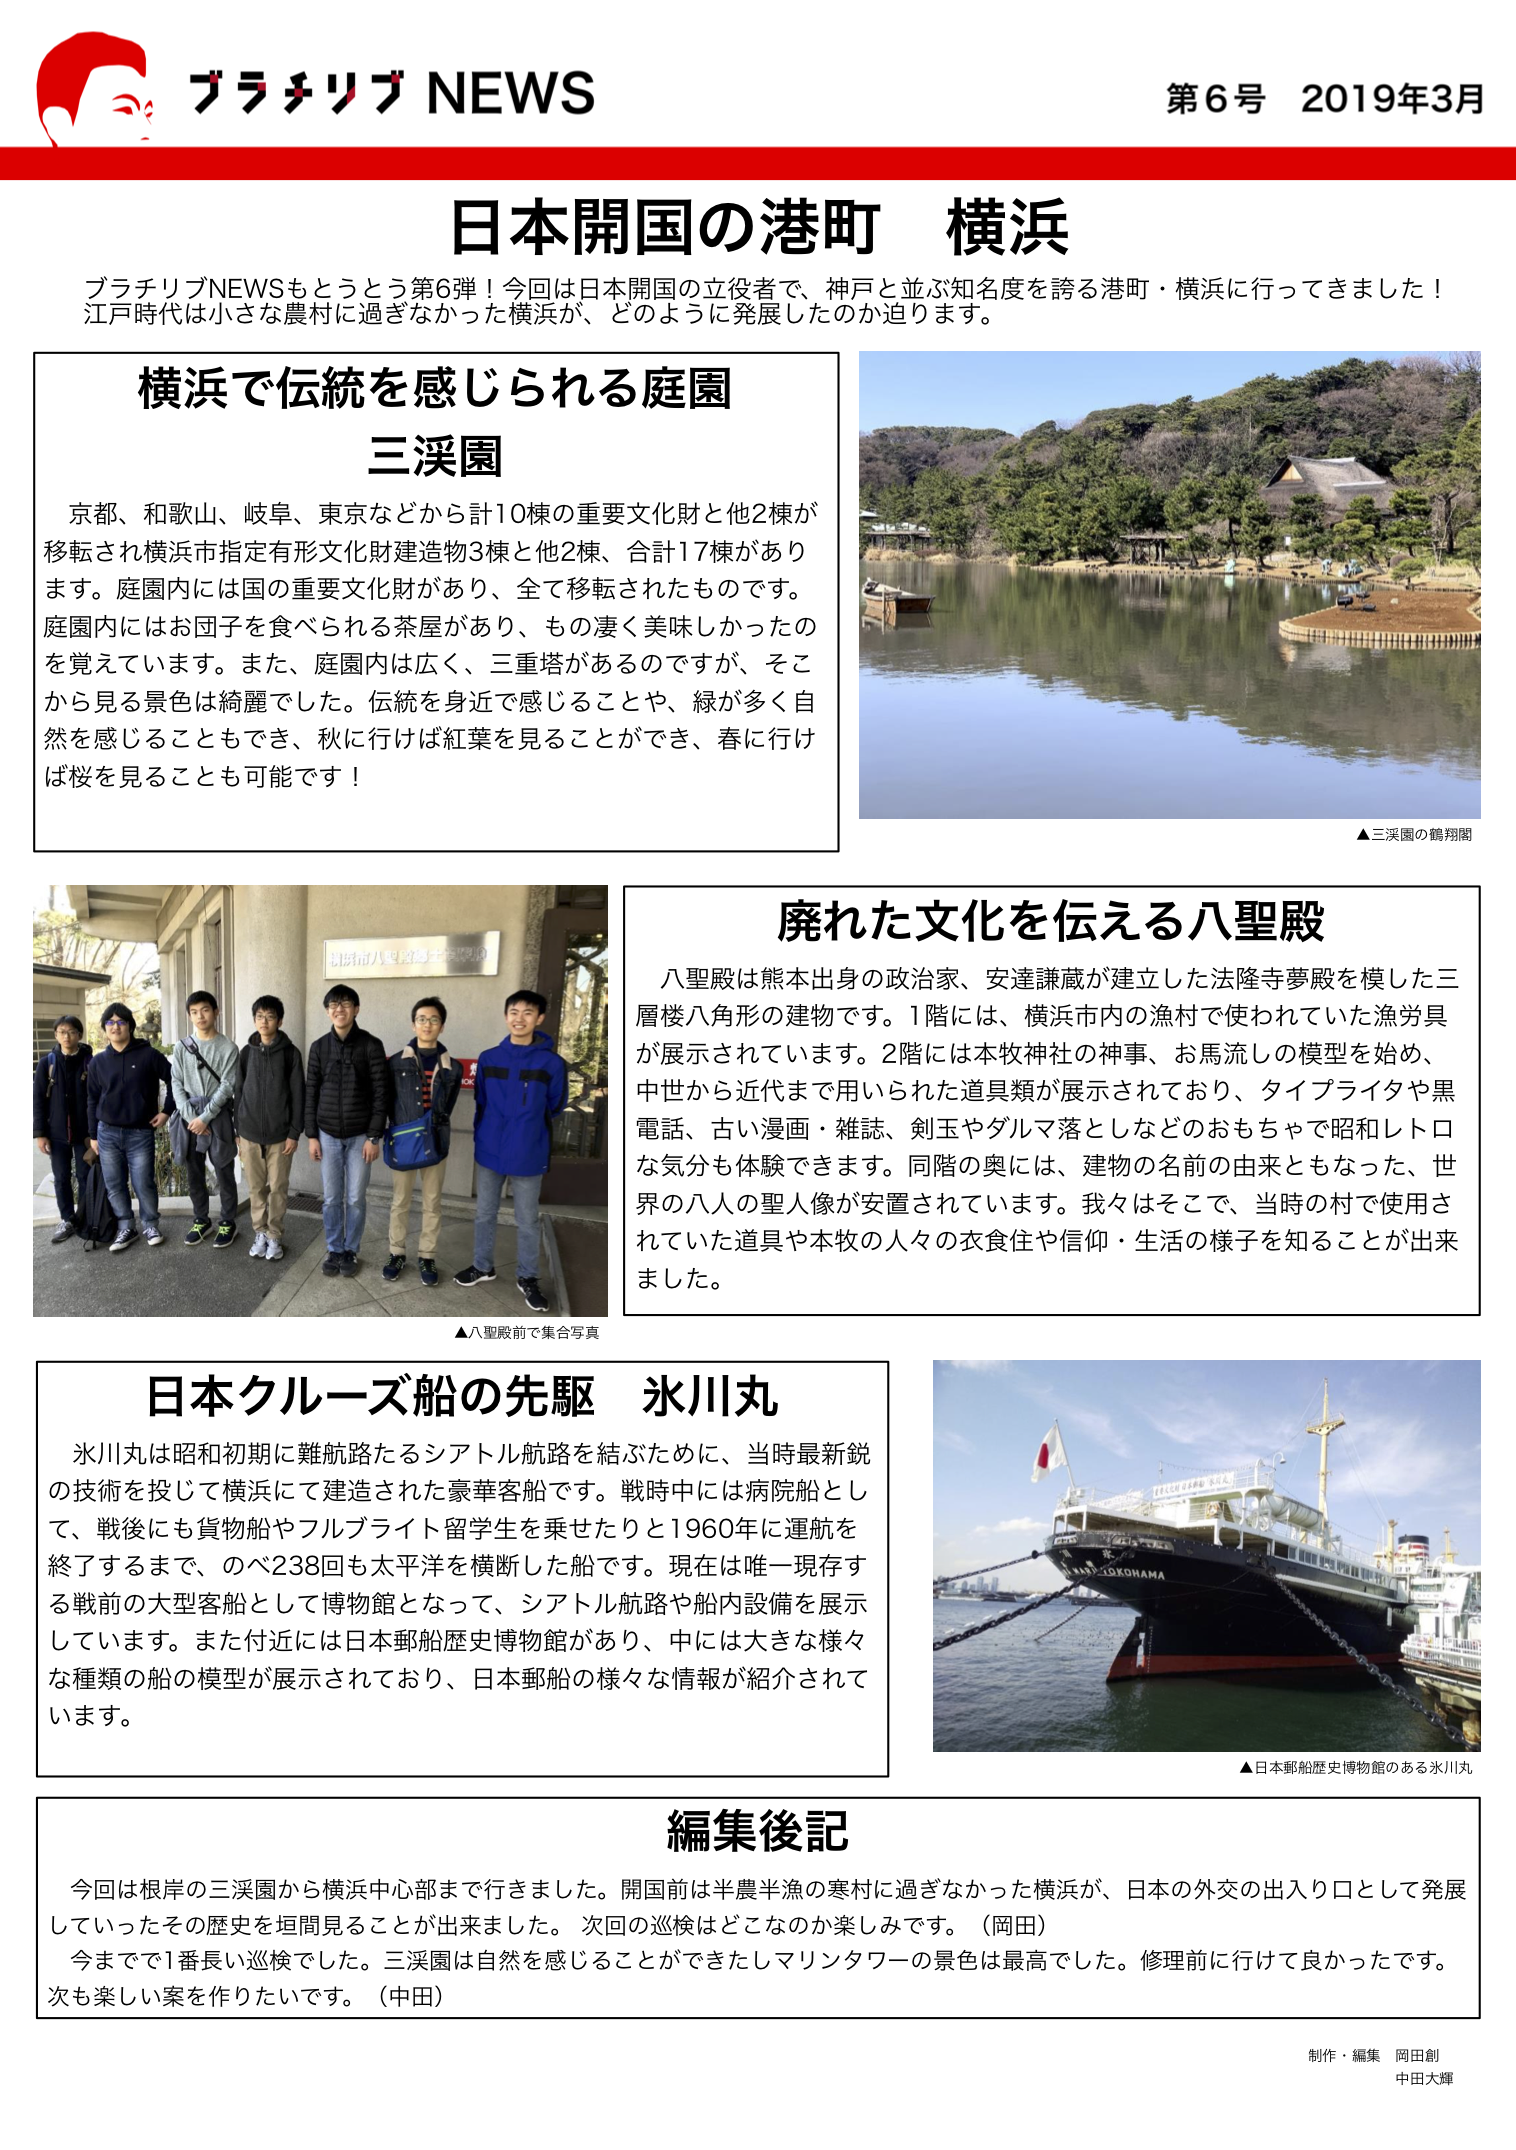 ブラチリブ NEWS
第6号　2019年3月
日本開国の港町　横浜
ブラチリブNEWSもとうとう第6弾！今回は日本開国の立役者で、神戸と並ぶ知名度を誇る港町・横浜に行ってきました！
江戸時代は小さな農村に過ぎなかった横浜が、どのように発展したのか迫ります。
横浜で伝統を感じられる庭園
三渓園
京都、和歌山、岐阜、東京などから計10棟の重要文化財と他2棟が
移転され横浜市指定有形文化財建造物3棟と他2棟、合計17棟があり
ます。庭園内には国の重要文化財があり、全て移転されたものです。
庭園内にはお団子を食べられる茶屋があり、もの凄く美味しかったの
を覚えています。また、庭園内は広く、三重塔があるのですが、そこ
から見る景色は綺麗でした。伝統を身近で感じることや、緑が多く自
然を感じることもでき、秋に行けば紅葉を見ることができ、春に行け
ば桜を見ることも可能です！
▲三渓園の鶴翔閣
廃れた文化を伝える八聖殿
八聖殿は熊本出身の政治家、安達謙蔵が建立した法隆寺夢殿を模した三
層楼八角形の建物です。1階には、横浜市内の漁村で使われていた漁労具
が展示されています。2階には本牧神社の神事、お馬流しの模型を始め、
中世から近代まで用いられた道具類が展示されており、タイプライタや黒
電話、古い漫画・雑誌、剣玉やダルマ落としなどのおもちゃで昭和レトロ
な気分も体験できます。同階の奥には、建物の名前の由来ともなった、世
界の八人の聖人像が安置されています。我々はそこで、当時の村で使用さ
れていた道具や本牧の人々の衣食住や信仰・生活の様子を知ることが出来
ました。
▲八聖殿前で集合写真
日本クルーズ船の先駆　氷川丸
氷川丸は昭和初期に難航路たるシアトル航路を結ぶために、当時最新鋭
の技術を投じて横浜にて建造された豪華客船です。戦時中には病院船とし
て、戦後にも貨物船やフルブライト留学生を乗せたりと1960年に運航を
終了するまで、のべ238回も太平洋を横断した船です。現在は唯一現存す
る戦前の大型客船として博物館となって、シアトル航路や船内設備を展示
しています。また付近には日本郵船歴史博物館があり、中には大きな様々
な種類の船の模型が展示されており、日本郵船の様々な情報が紹介されて
います。
YOKOHAMA
▲日本郵船歴史博物館のある氷川丸
編集後記
今回は根岸の三渓園から横浜中心部まで行きました。開国前は半農半漁の寒村に過ぎなかった横浜が、日本の外交の出入り口として発展
していったその歴史を垣間見ることが出来ました。 次回の巡検はどこなのか楽しみです。（岡田）
今までで1番長い巡検でした。三渓園は自然を感じることができたしマリンタワーの景色は最高でした。修理前に行けて良かったです。
次も楽しい案を作りたいです。（中田）
制作・編集　岡田創
中田大輝